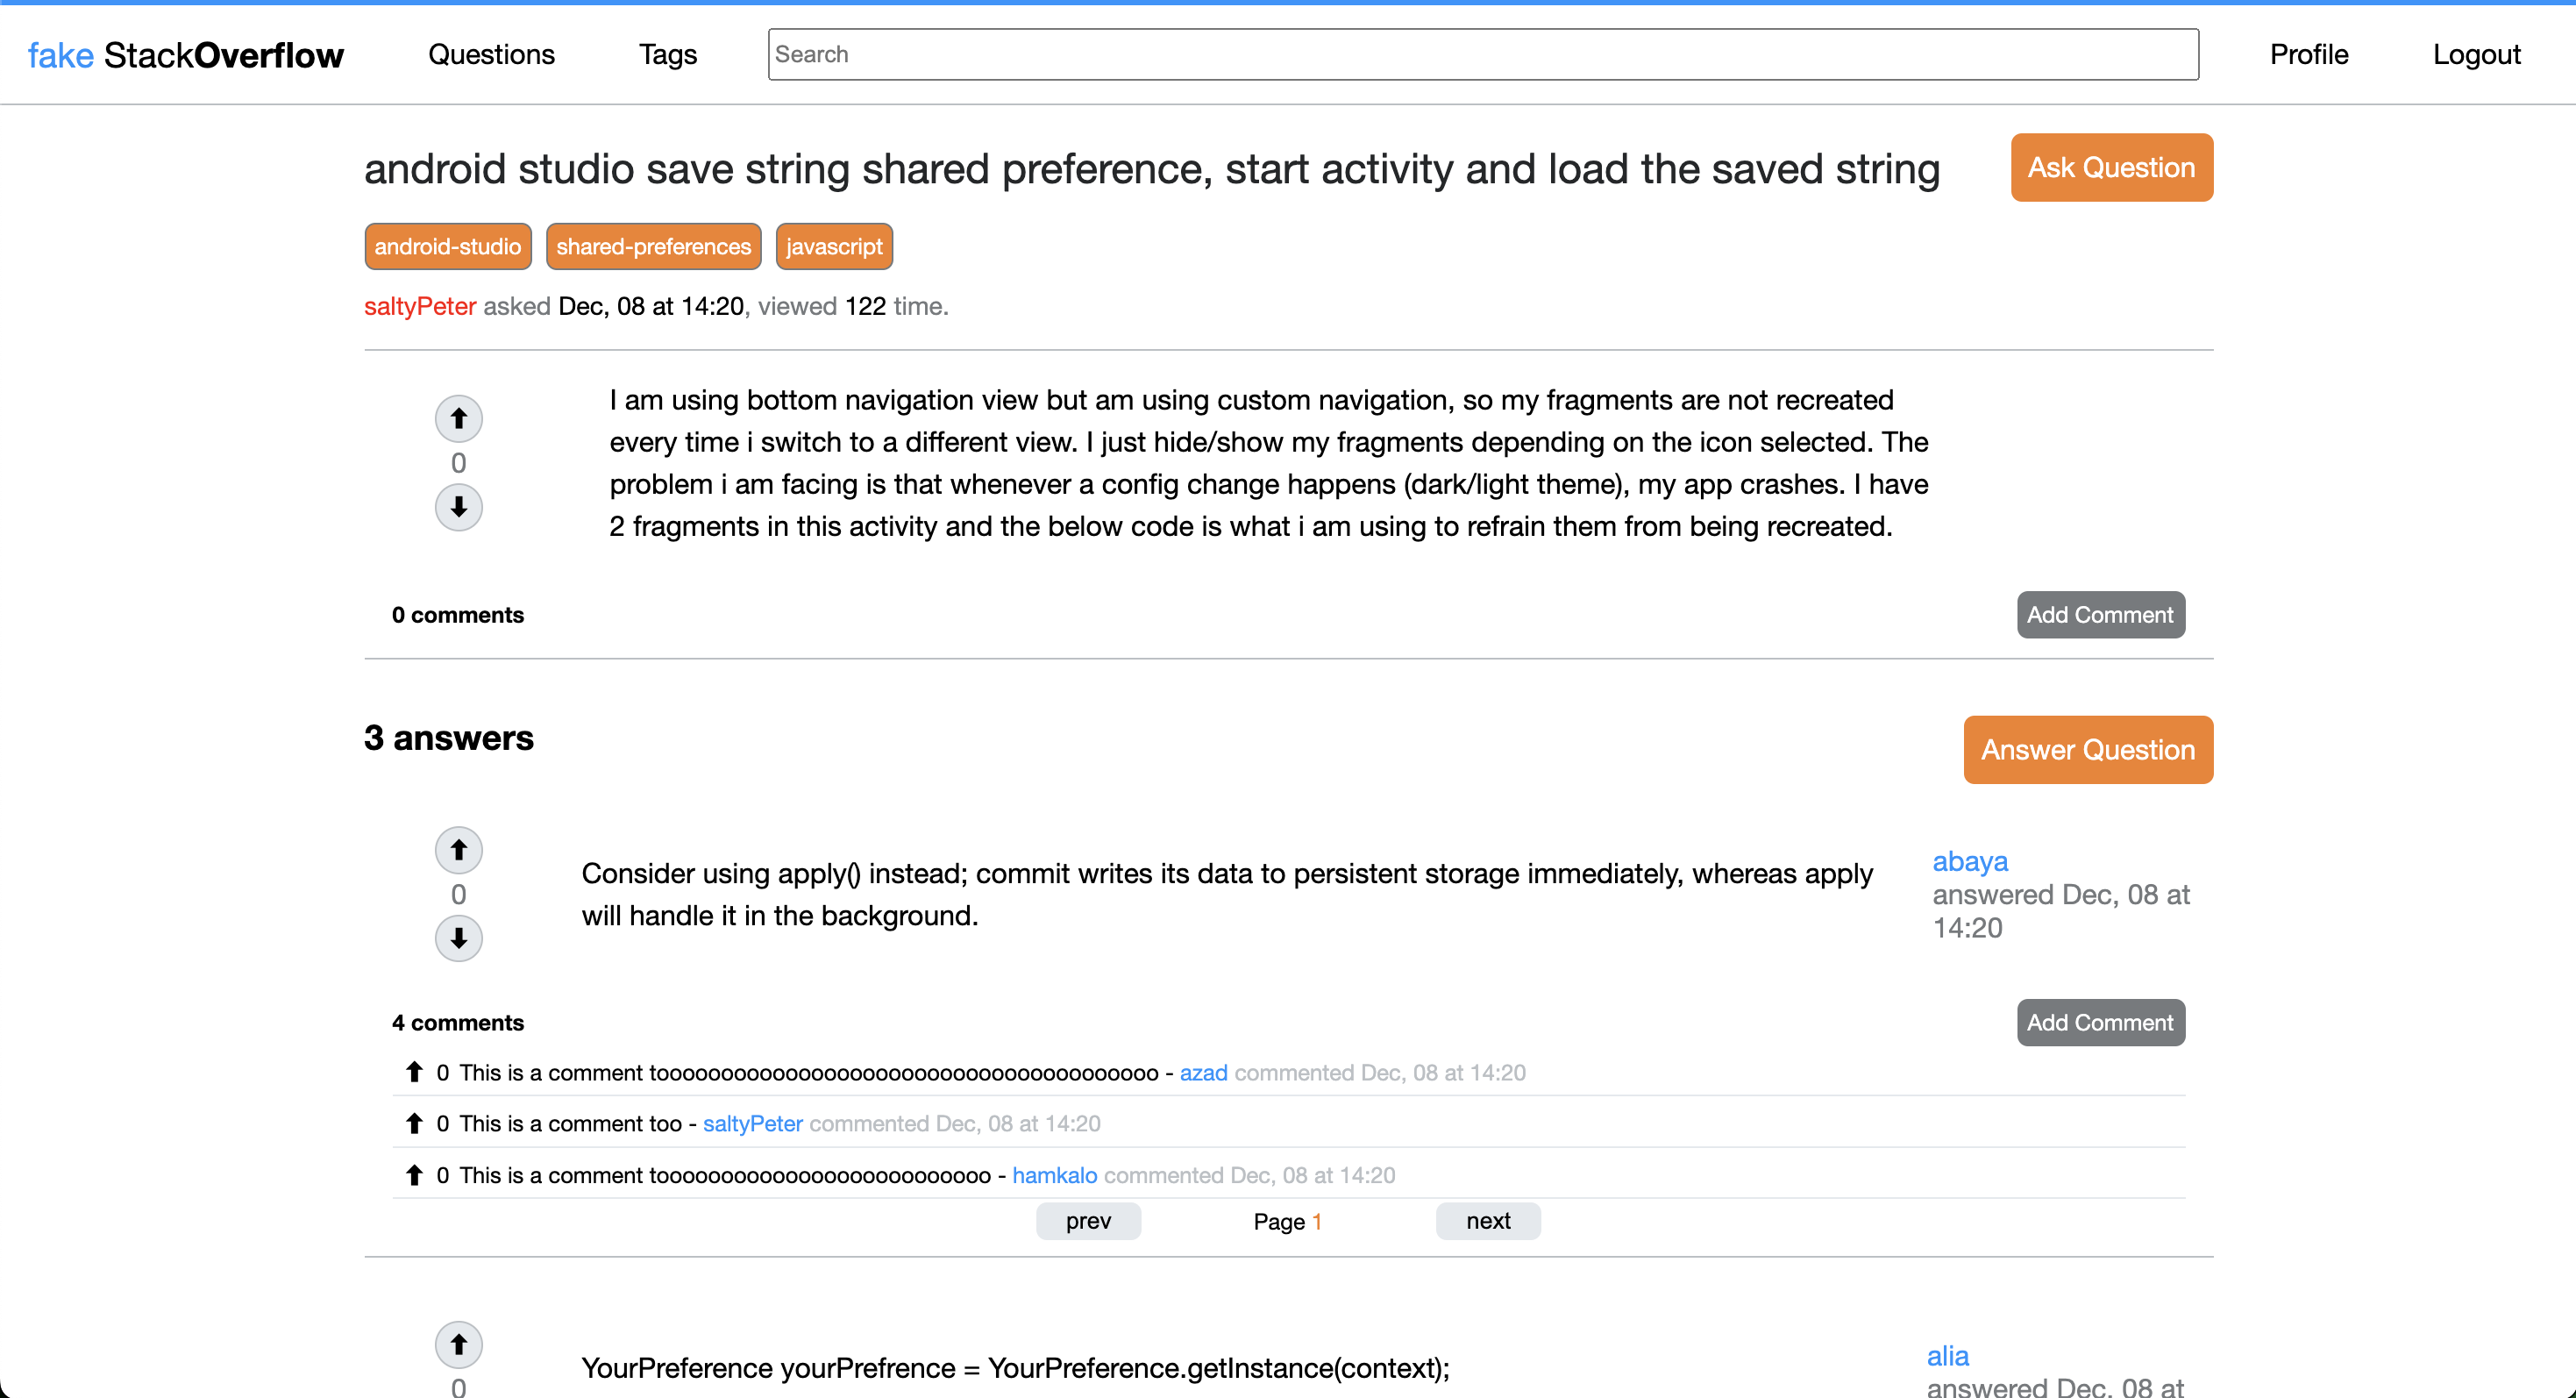 fake StackOverflow Questions Tags Search Profile Logout
android studio save string shared preference, start activity and load the saved string Ask Question
android-studio shared-preferences javascript
saltyPeter asked Dec, 08 at 14:20, viewed 122 time.
I am using bottom navigation view but am using custom navigation, so my fragments are not recreated
every time i switch to a different view. I just hide/show my fragments depending on the icon selected. The
0
problem i am facing is that whenever a config change happens (dark/light theme), my app crashes. I have
2 fragments in this activity and the below code is what i am using to refrain them from being recreated.
0 comments Add Comment
3 answers Answer Question
Consider using apply() instead; commit writes its data to persistent storage immediately, whereas apply
will handle it in the background.
0
abaya
answered Dec, 08 at
14:20
4 comments Add Comment
0 This is a comment toooooooooooooooooooooooooooooooooooooooo - azad commented Dec, 08 at 14:20
0 This is a comment too - saltyPeter commented Dec, 08 at 14:20
0 This is a comment tooooooooooooooooooooooooooo - hamkalo commented Dec, 08 at 14:20
prev Page 1 next
YourPreference yourPrefrence = YourPreference.getInstance(context);
0
alia
answered Dec, 08 at